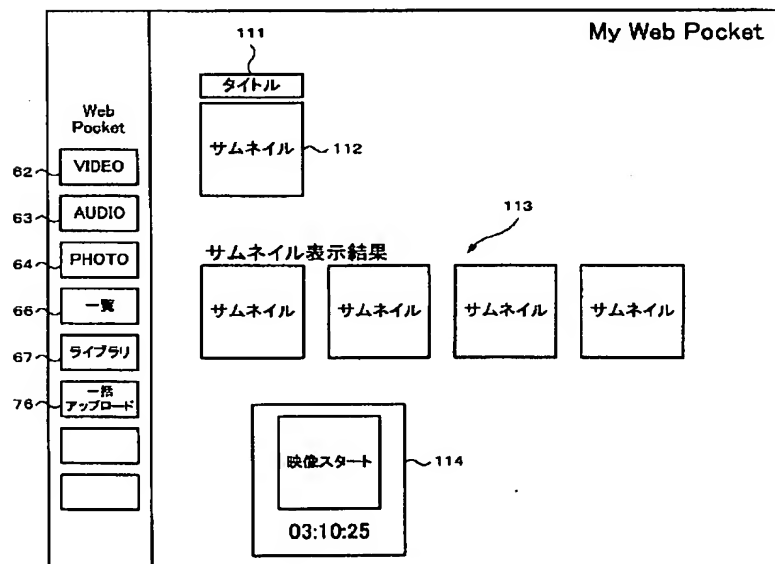 My Web Pocket
Web
Pocket
62
VIDEO
63
AUDIO
64
PHOTO
66
一覧
67
ライブラリ
76
一括
アップロード
111
タイトル
サムネイル
112
サムネイル表示結果
113
サムネイル
サムネイル
サムネイル
サムネイル
映像スタート
114
03:10:25